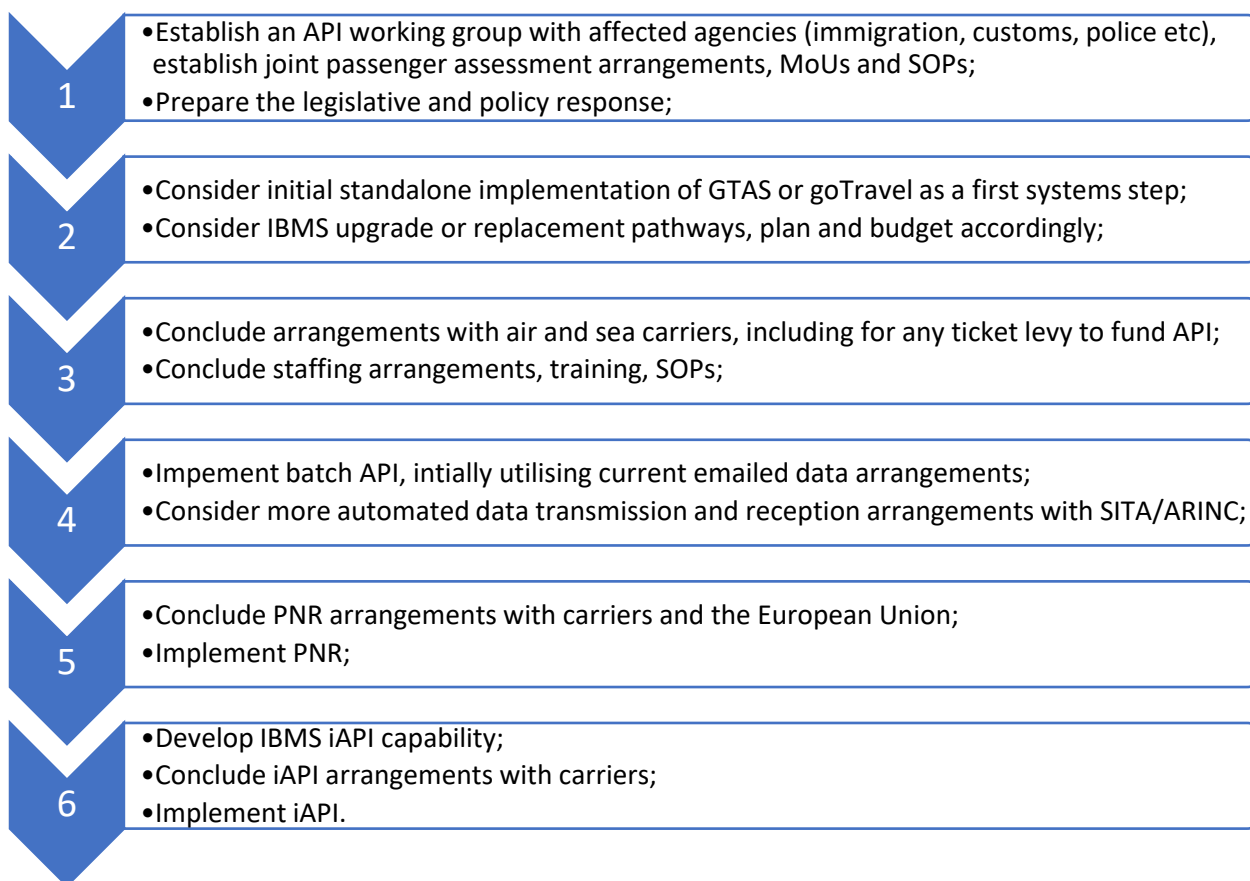 1
•Establish an API working group with affected agencies (immigration, customs, police etc),
establish joint passenger assessment arrangements, MoUs and SOPs;
•Prepare the legislative and policy response;
2
•Consider initial standalone implementation of GTAS or goTravel as a first systems step;
•Consider IBMS upgrade or replacement pathways, plan and budget accordingly;
3
•Conclude arrangements with air and sea carriers, including for any ticket levy to fund API;
•Conclude staffing arrangements, training, SOPs;
4
•Impement batch API, intially utilising current emailed data arrangements;
•Consider more automated data transmission and reception arrangements with SITA/ARINC;
5
•Conclude PNR arrangements with carriers and the European Union;
•Implement PNR;
6
•Develop IBMS iAPI capability;
•Conclude iAPI arrangements with carriers;
•Implement iAPI.